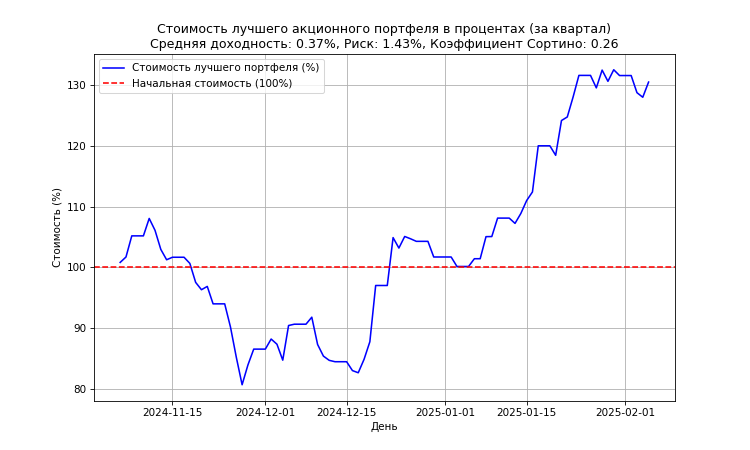 Стоимость лучшего акционного портфеля в процентах (за квартал)
Средняя доходность: 0.37%, Риск: 1.43%, Коэффициент Сортино: 0.26
Стоимость лучшего портфеля (%)
Начальная стоимость (100%)
Стоимость (%)
130
120
110
100
90
80
2024-11-15
2024-12-01
2024-12-15
2025-01-01
2025-01-15
2025-02-01
День